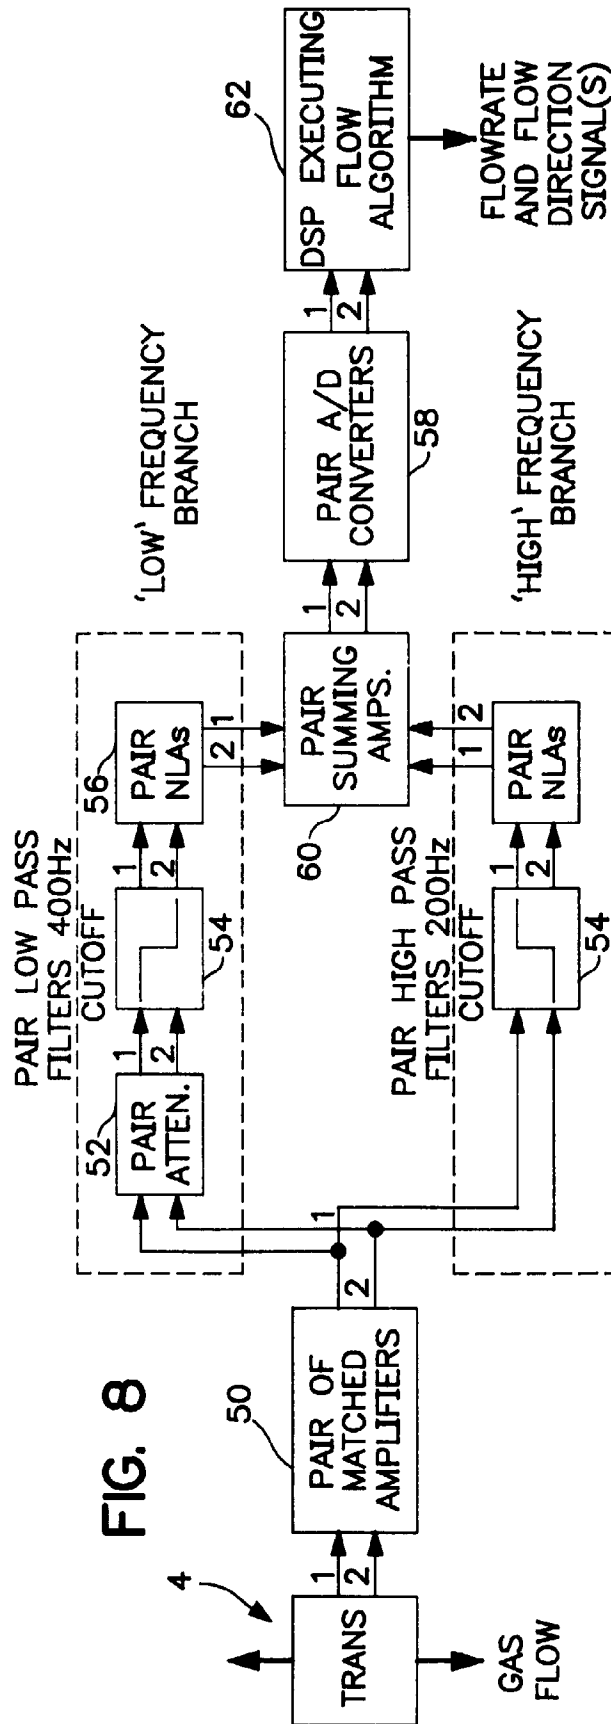 FIG. 8
4
TRANS
GAS
FLOW
1
2
50
PAIR OF
MATCHED
AMPLIFIERS
1
2
PAIR LOW PASS
FILTERS 400Hz
CUTOFF
'LOW' FREQUENCY
BRANCH
52
PAIR
ATTEN.
1
2
54
1
2
56
PAIR
NLAs
2
1
PAIR HIGH PASS
FILTERS 200Hz
CUTOFF
'HIGH' FREQUENCY
BRANCH
54
1
2
PAIR
NLAs
1
2
60
PAIR
SUMMING
AMPS.
1
2
PAIR A/D
CONVERTERS
58
1
2
62
DSP EXECUTING
FLOW
ALGORITHM
FLOWRATE
AND FLOW
DIRECTION
SIGNAL(S)